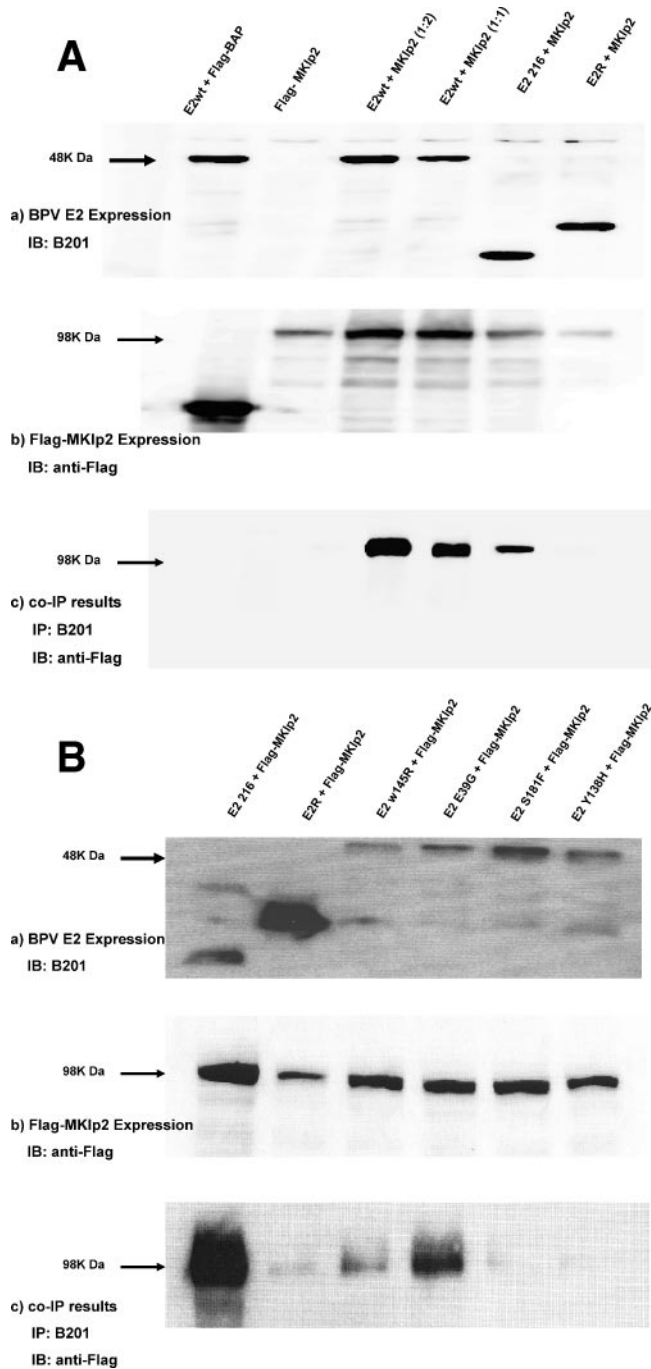 A
E2wt + Flag-BAP
Flag- MKlp2
E2wt + MKlp2 (1:2)
E2wt + MKlp2 (1:1)
E2 216 + MKlp2
E2R + MKlp2
48K Da
a) BPV E2 Expression
IB: B201
98K Da
b) Flag-MKlp2 Expression
IB: anti-Flag
98K Da
c) co-IP results
IP: B201
IB: anti-Flag
B
E2 216 + Flag-MKlp2
E2R + Flag-MKlp2
E2 w145R + Flag-MKlp2
E2 E39G + Flag-MKlp2
E2 S181F + Flag-MKlp2
E2 Y138H + Flag-MKlp2
48K Da
a) BPV E2 Expression
IB: B201
98K Da
b) Flag-MKlp2 Expression
IB: anti-Flag
98K Da
c) co-IP results
IP: B201
IB: anti-Flag